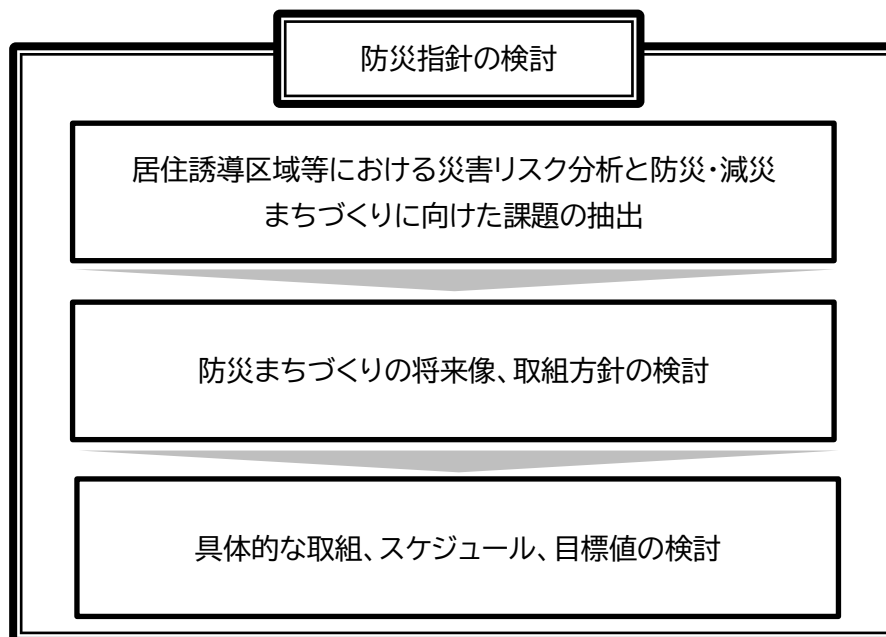 防災指針の検討
居住誘導区域等における災害リスク分析と防災・減災
まちづくりに向けた課題の抽出
防災まちづくりの将来像、取組方針の検討
具体的な取組、スケジュール、目標値の検討